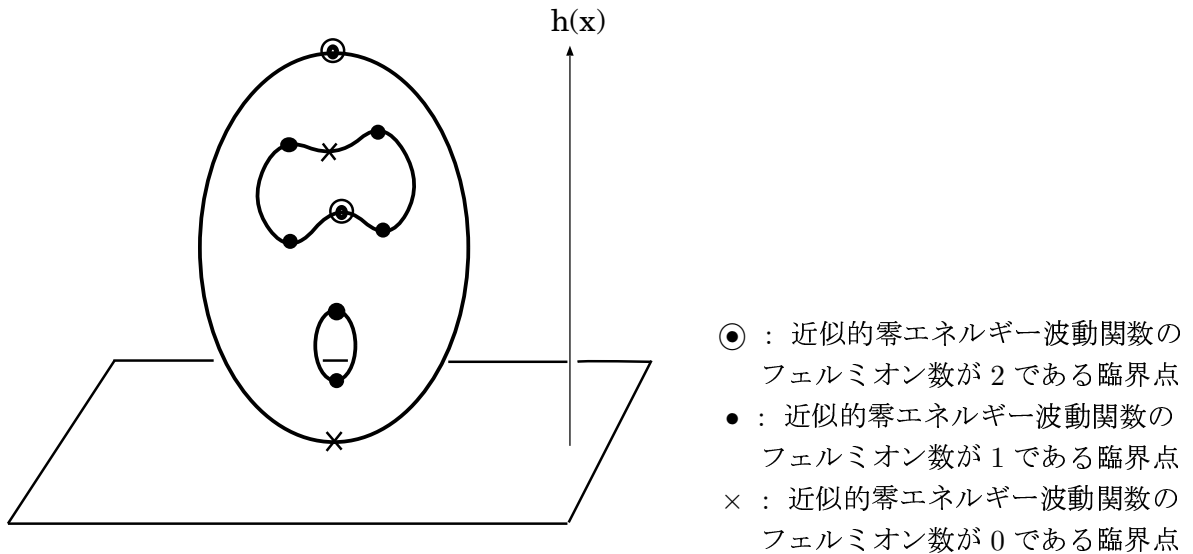 h(x)
: 近似的零エネルギー波動関数の
フェルミオン数が 2 である臨界点
: 近似的零エネルギー波動関数の
フェルミオン数が 1 である臨界点
× : 近似的零エネルギー波動関数の
フェルミオン数が 0 である臨界点